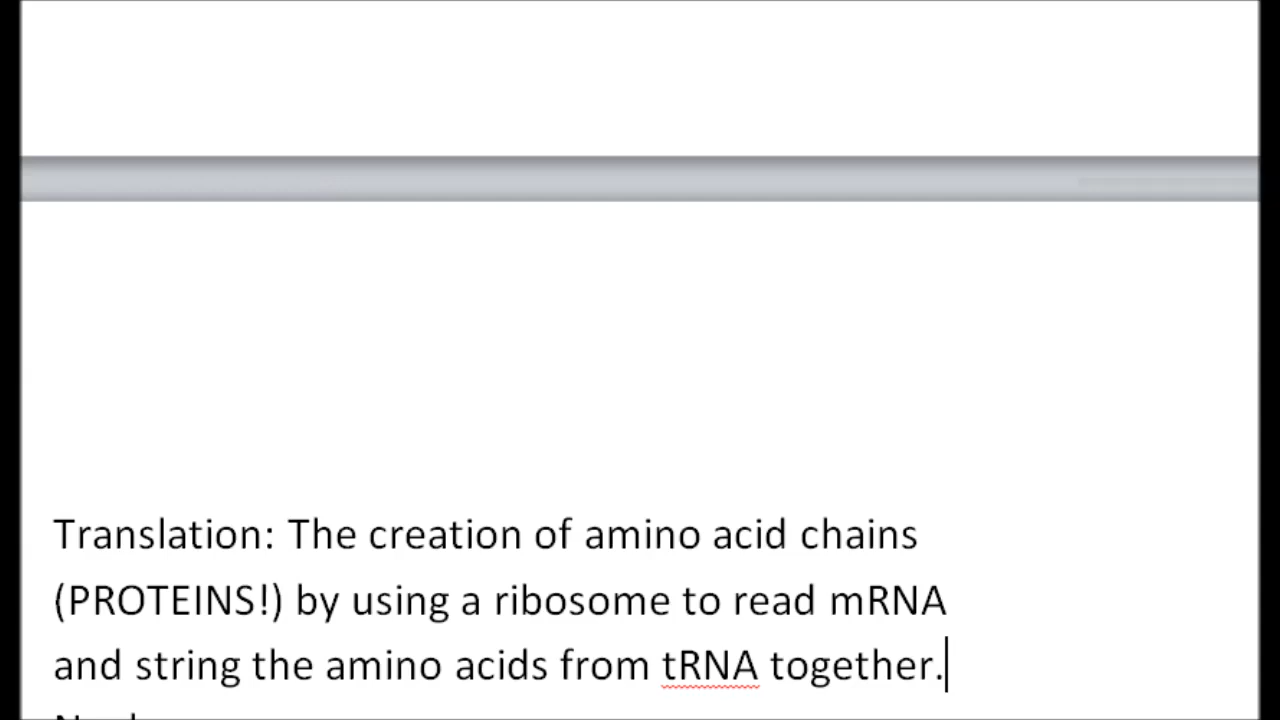 Translation: The creation of amino acid chains
(PROTEINS!) by using a ribosome to read mRNA
and string the amino acids from tRNA together.